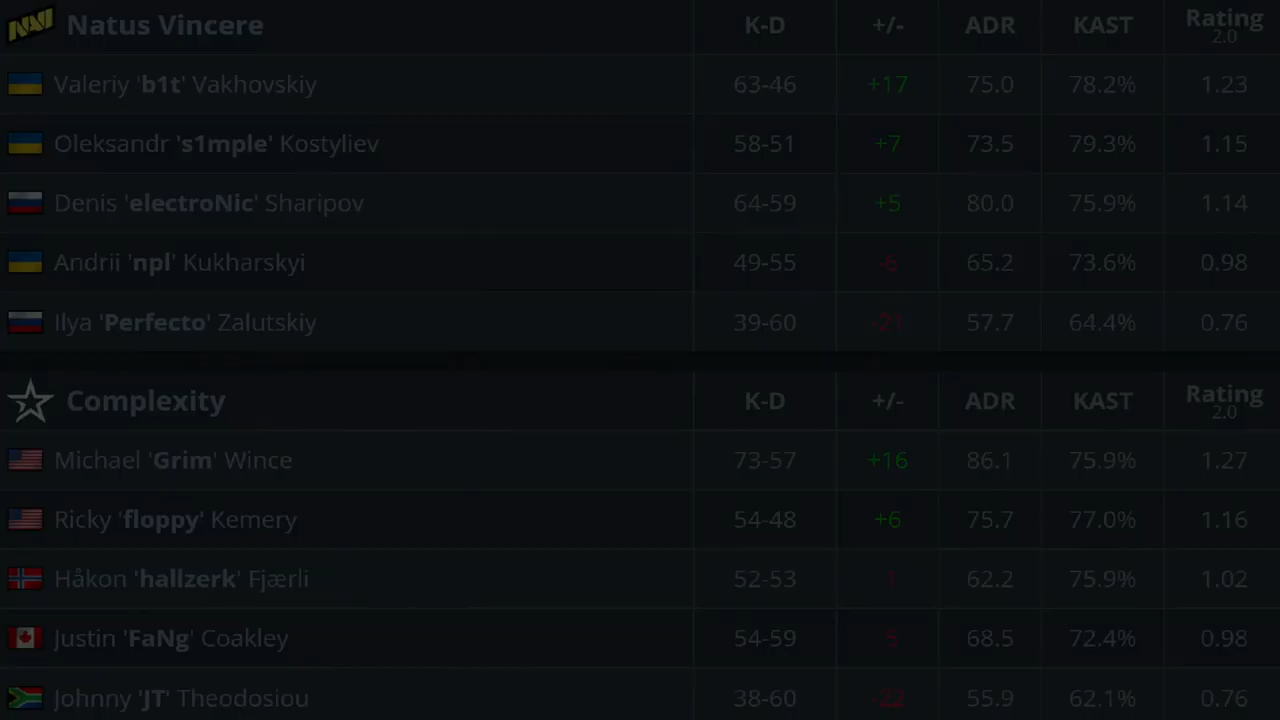 Natus Vincere K-D +/- ADR KAST Rating 2.0
Valeriy 'b1t' Vakhovskiy 63-46 +17 75.0 78.2% 1.23
Oleksandr 's1mple' Kostyliev 58-51 +7 73.5 79.3% 1.15
Denis 'electroNic' Sharipov 64-59 +5 80.0 75.9% 1.14
Andrii 'npl' Kukharskyi 49-55 -6 65.2 73.6% 0.98
Ilya 'Perfecto' Zalutskiy 39-60 -21 57.7 64.4% 0.76
Complexity K-D +/- ADR KAST Rating 2.0
Michael 'Grim' Wince 73-57 +16 86.1 75.9% 1.27
Ricky 'floppy' Kemery 54-48 +6 75.7 77.0% 1.16
Håkon 'hallzerk' Fjærli 52-53 -1 62.2 75.9% 1.02
Justin 'FaNg' Coakley 54-59 -5 68.5 72.4% 0.98
Johnny 'JT' Theodosiou 38-60 -22 55.9 62.1% 0.76